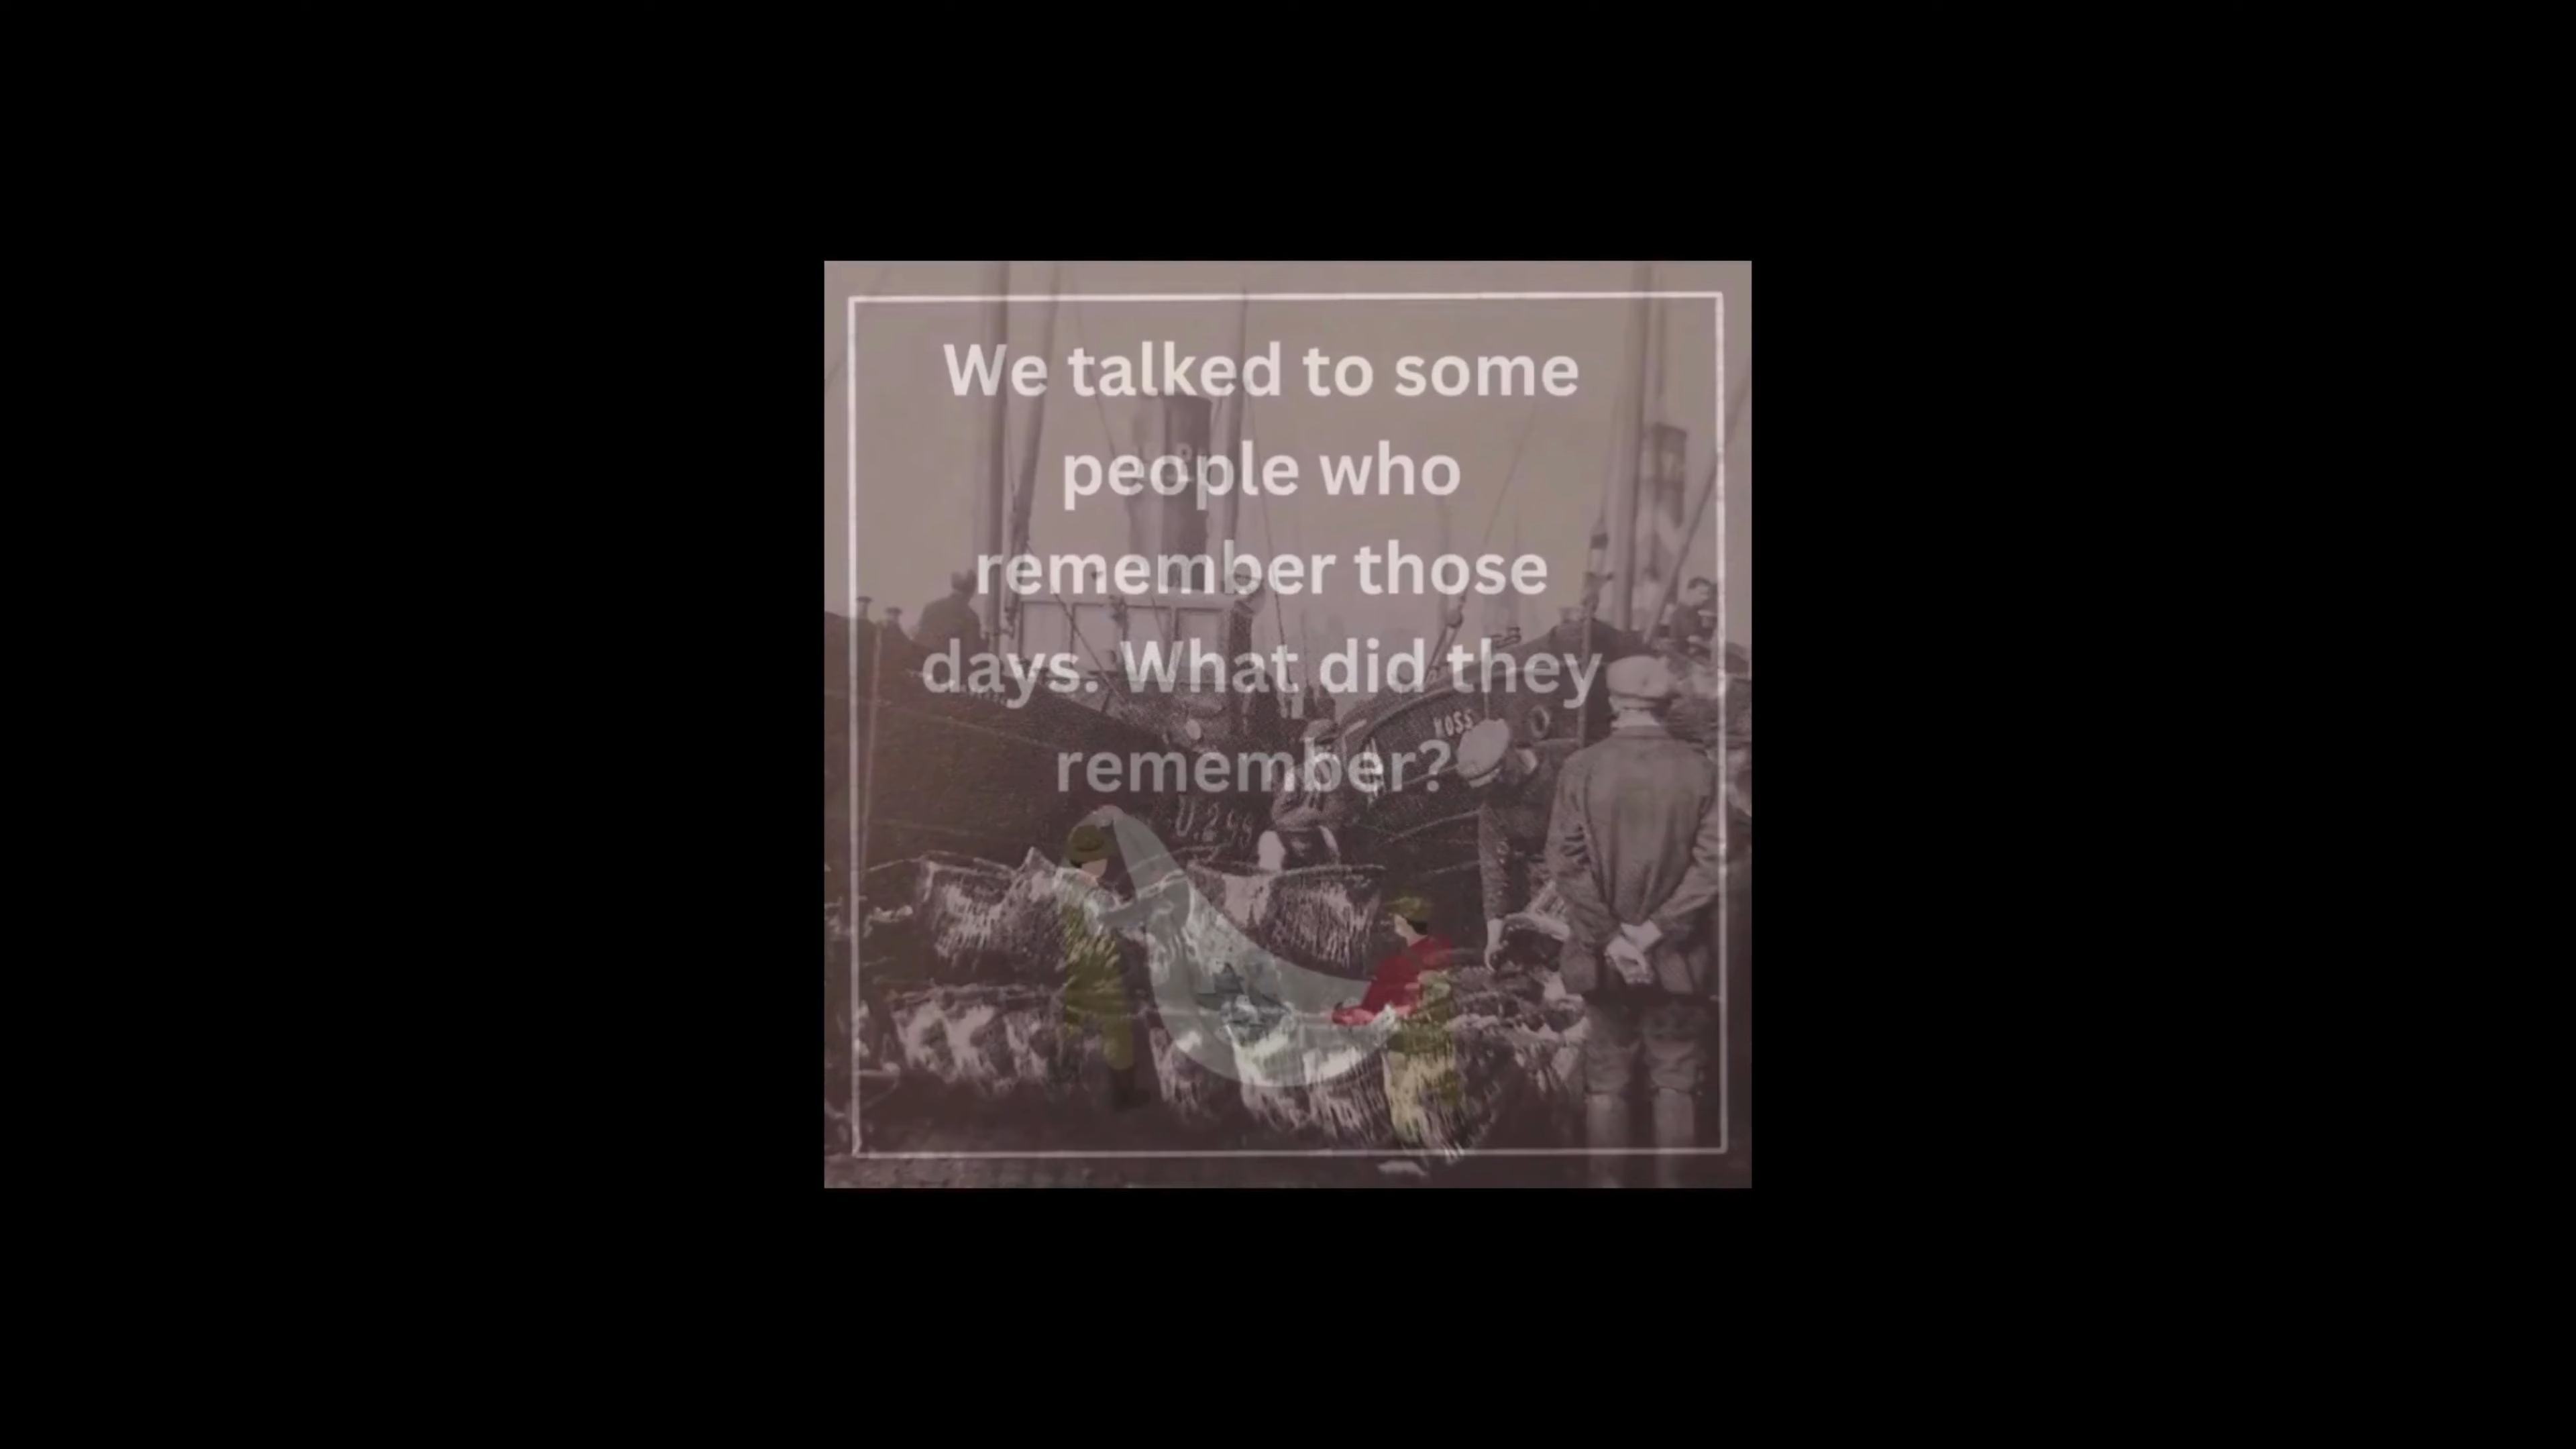 We talked to some
people who
remember those
days. What did they
remember?